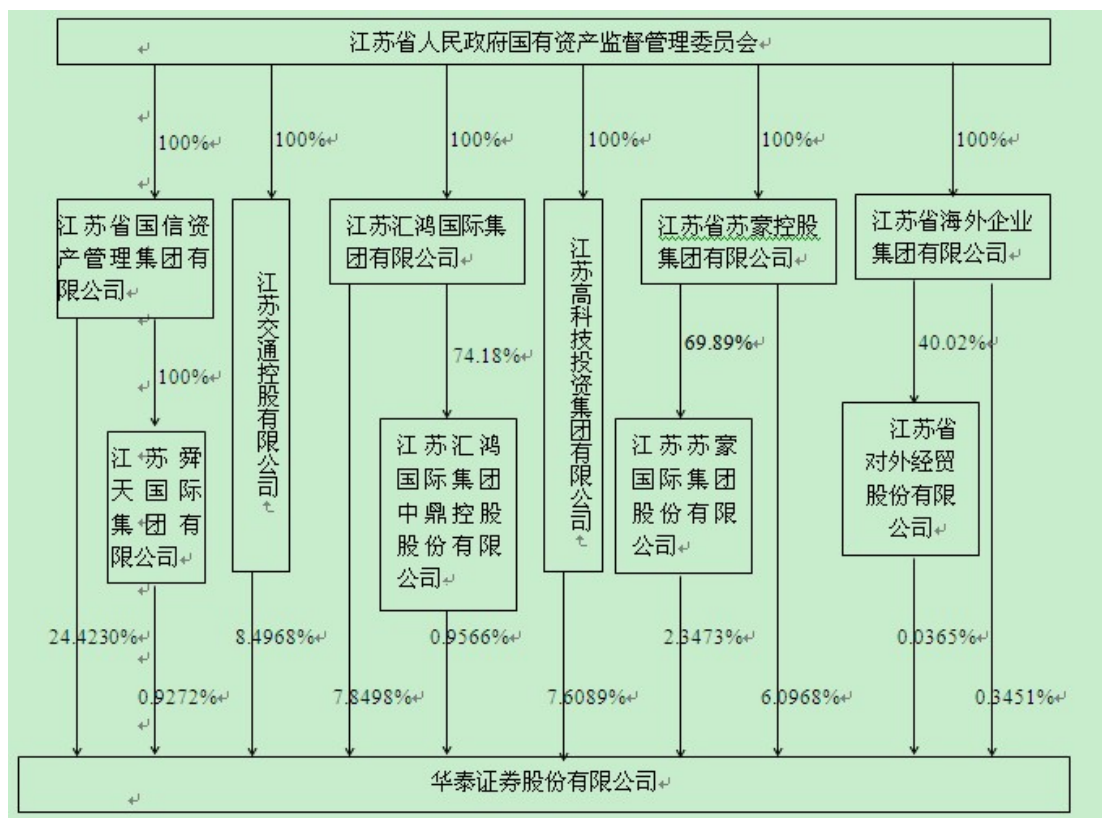 江苏省人民政府国有资产监督管理委员会
100%
100%
100%
100%
100%
100%
江苏省国信资
产管理集团有
限公司
江苏交通控股有限公司
江苏汇鸿国际集
团有限公司
江苏高科技投资集团有限公司
江苏省苏豪控股
集团有限公司
江苏省海外企业
集团有限公司
100%
74.18%
69.89%
40.02%
江苏舜
天国际
集团有
限公司
江苏汇鸿
国际集团
中鼎控股
股份有限
公司
江苏苏豪
国际集团
股份有限
公司
江苏省
对外经贸
股份有限
公司
24.4230%
8.4968%
0.9566%
2.3473%
0.0365%
0.9272%
7.8498%
7.6089%
6.0968%
0.3451%
华泰证券股份有限公司